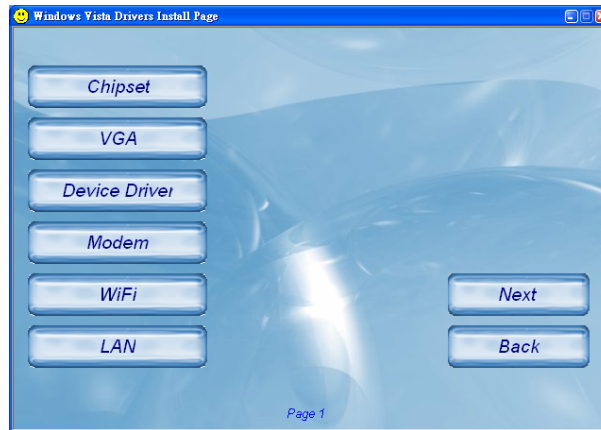 Windows Vista Drivers Install Page
Chipset
VGA
Device Driver
Modem
WiFi
LAN
Next
Back
Page 1